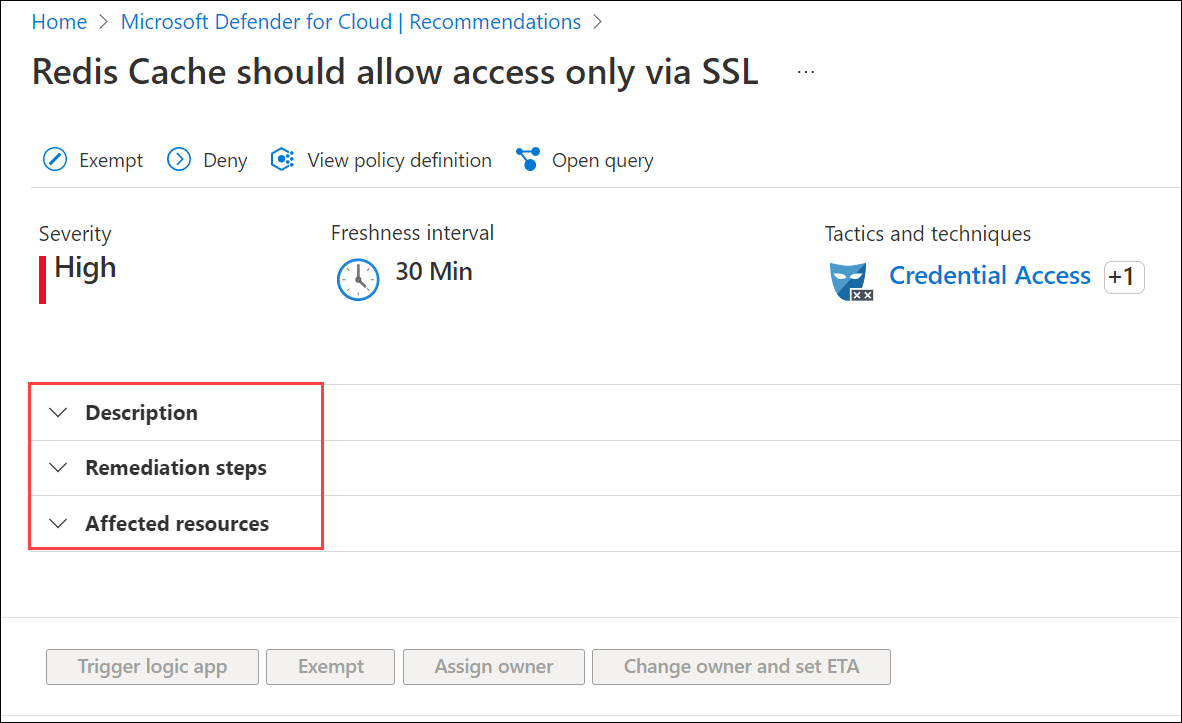 Home > Microsoft Defender for Cloud | Recommendations >
Redis Cache should allow access only via SSL ...
Exempt Deny View policy definition Open query
Severity Freshness interval Tactics and techniques
High 30 Min Credential Access +1
Description
Remediation steps
Affected resources
Trigger logic app Exempt Assign owner Change owner and set ETA